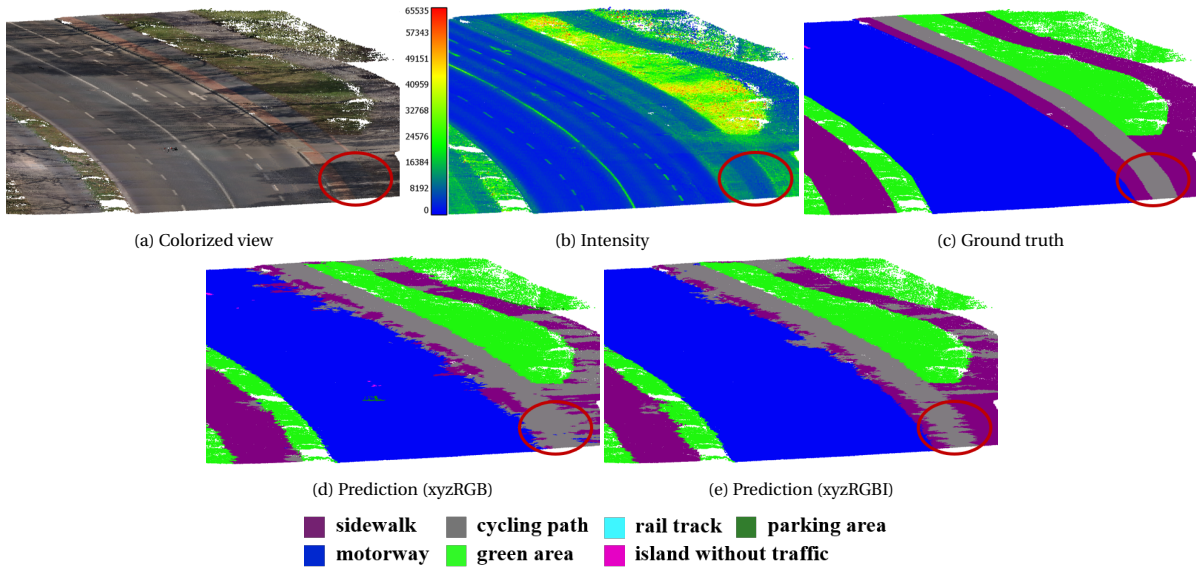 65535
57343
49151
40959
32768
24576
16384
8192
0
(a) Colorized view
(b) Intensity
(c) Ground truth
(d) Prediction (xyzRGB)
(e) Prediction (xyzRGBI)
sidewalk
cycling path
rail track
parking area
motorway
green area
island without traffic